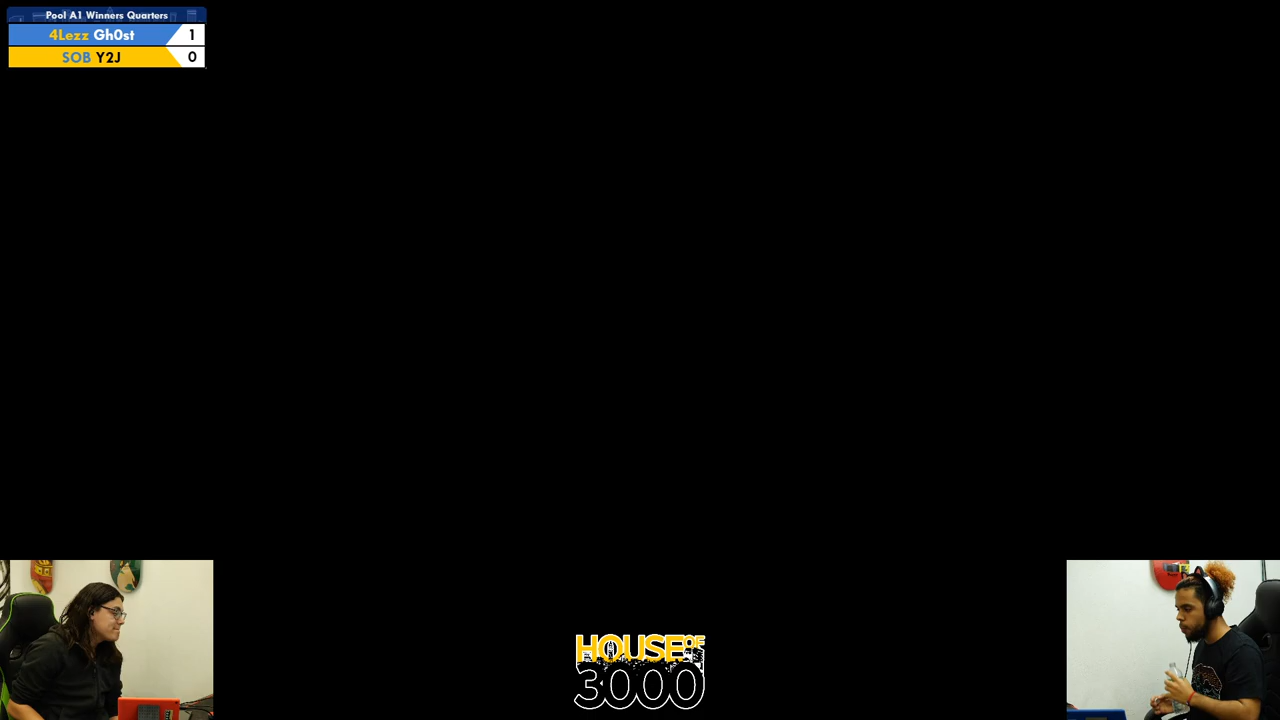 Pool A1 Winners Quarters
4Lezz Gh0st 1
SOB Y2J 0
HOUSE OF
3000